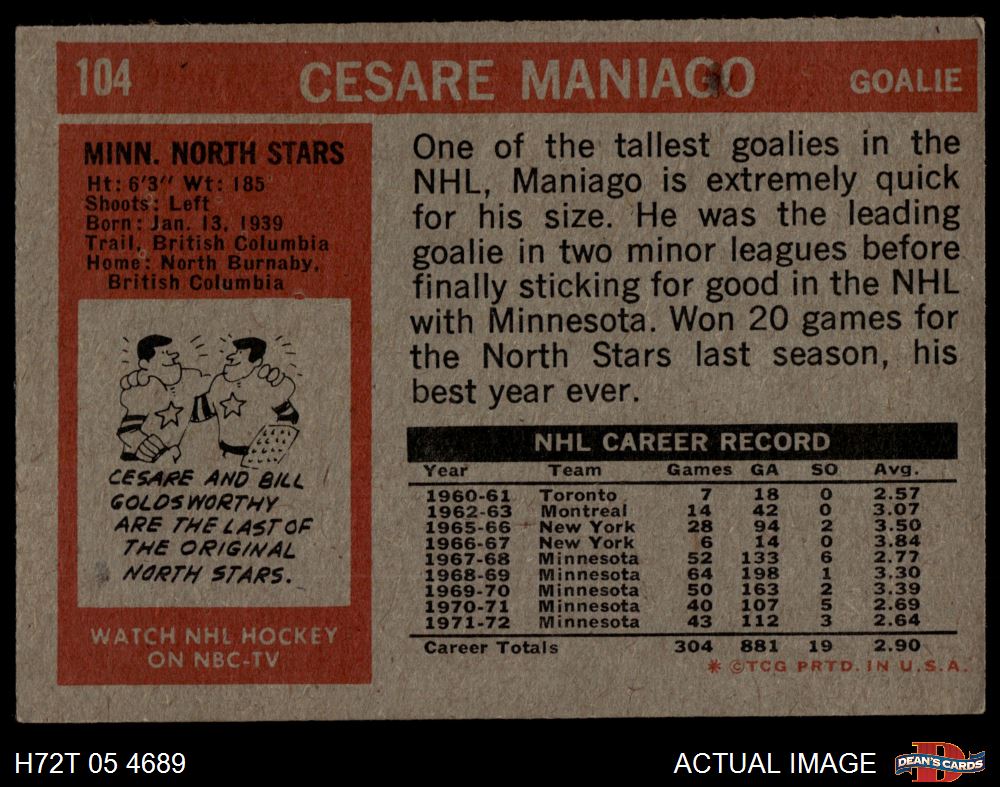 104 CESARE MANIAGO GOALIE
MINN. NORTH STARS
Ht: 6'3" Wt: 185
Shoots: Left
Born: Jan. 13, 1939
Trail, British Columbia
Home: North Burnaby,
British Columbia
CESARE AND BILL
GOLDSWORTHY
ARE THE LAST OF
THE ORIGINAL
NORTH STARS.
WATCH NHL HOCKEY
ON NBC-TV
One of the tallest goalies in the
NHL, Maniago is extremely quick
for his size. He was the leading
goalie in two minor leagues before
finally sticking for good in the NHL
with Minnesota. Won 20 games for
the North Stars last season, his
best year ever.
NHL CAREER RECORD
Year Team Games GA SO Avg.
1960-61 Toronto 7 18 0 2.57
1962-63 Montreal 14 42 0 3.07
1965-66 New York 28 94 2 3.50
1966-67 New York 6 14 0 3.84
1967-68 Minnesota 52 133 6 2.77
1968-69 Minnesota 64 198 1 3.30
1969-70 Minnesota 50 163 2 3.39
1970-71 Minnesota 40 107 5 2.69
1971-72 Minnesota 43 112 3 2.64
Career Totals 304 881 19 2.90
* ©TCG PRTD. IN U.S.A.
H72T 05 4689 ACTUAL IMAGE D DEAN'S CARDS